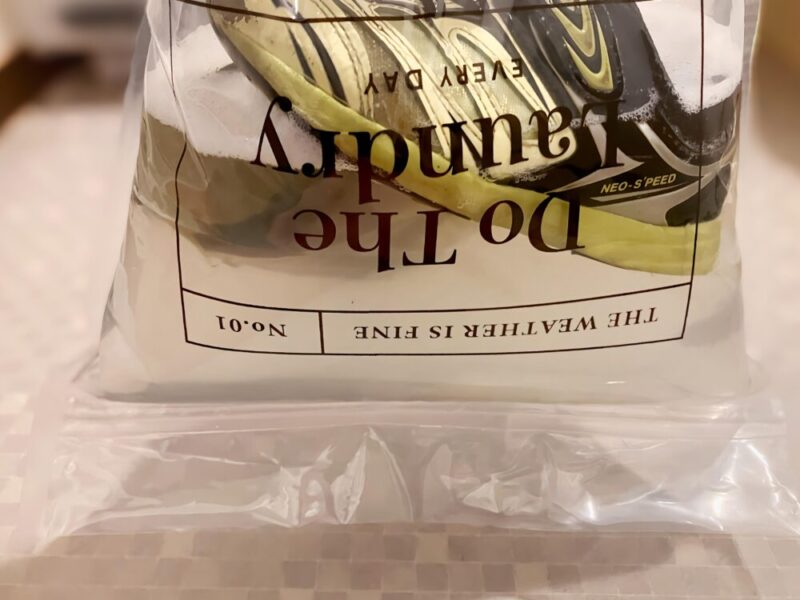 THE WEATHER IS FINE
No.01
Do The
Laundry
EVERY DAY
NEO-S'PEED